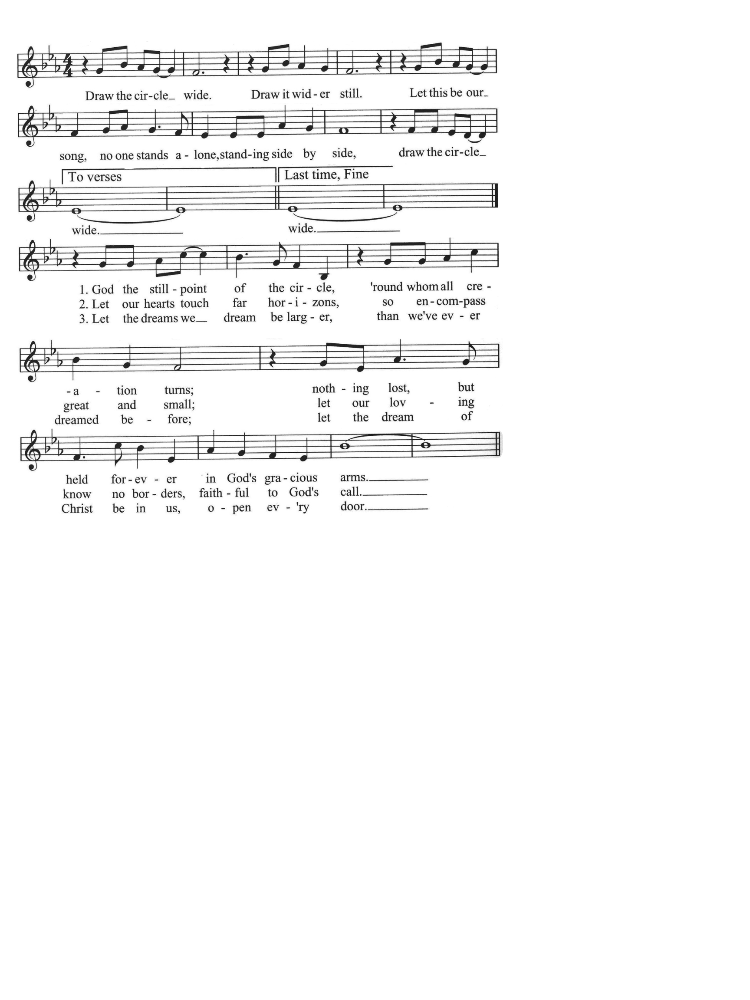 Draw the cir-cle_ wide. Draw it wid - er still. Let this be our_
song, no one stands a - lone, stand-ing side by side, draw the cir-cle_
To verses Last time, Fine
wide.____ wide.____
1. God the still - point of the cir - cle, 'round whom all cre -
2. Let our hearts touch far hor - i - zons, so en - com - pass
3. Let the dreams we__ dream be larg - er, than we've ev - er
- a - tion turns; noth - ing lost, but
great and small; let our lov - ing
dreamed be - fore; let the dream of
held for - ev - er in God's gra - cious arms.____
know no bor - ders, faith - ful to God's call.____
Christ be in us, o - pen ev - 'ry door.____